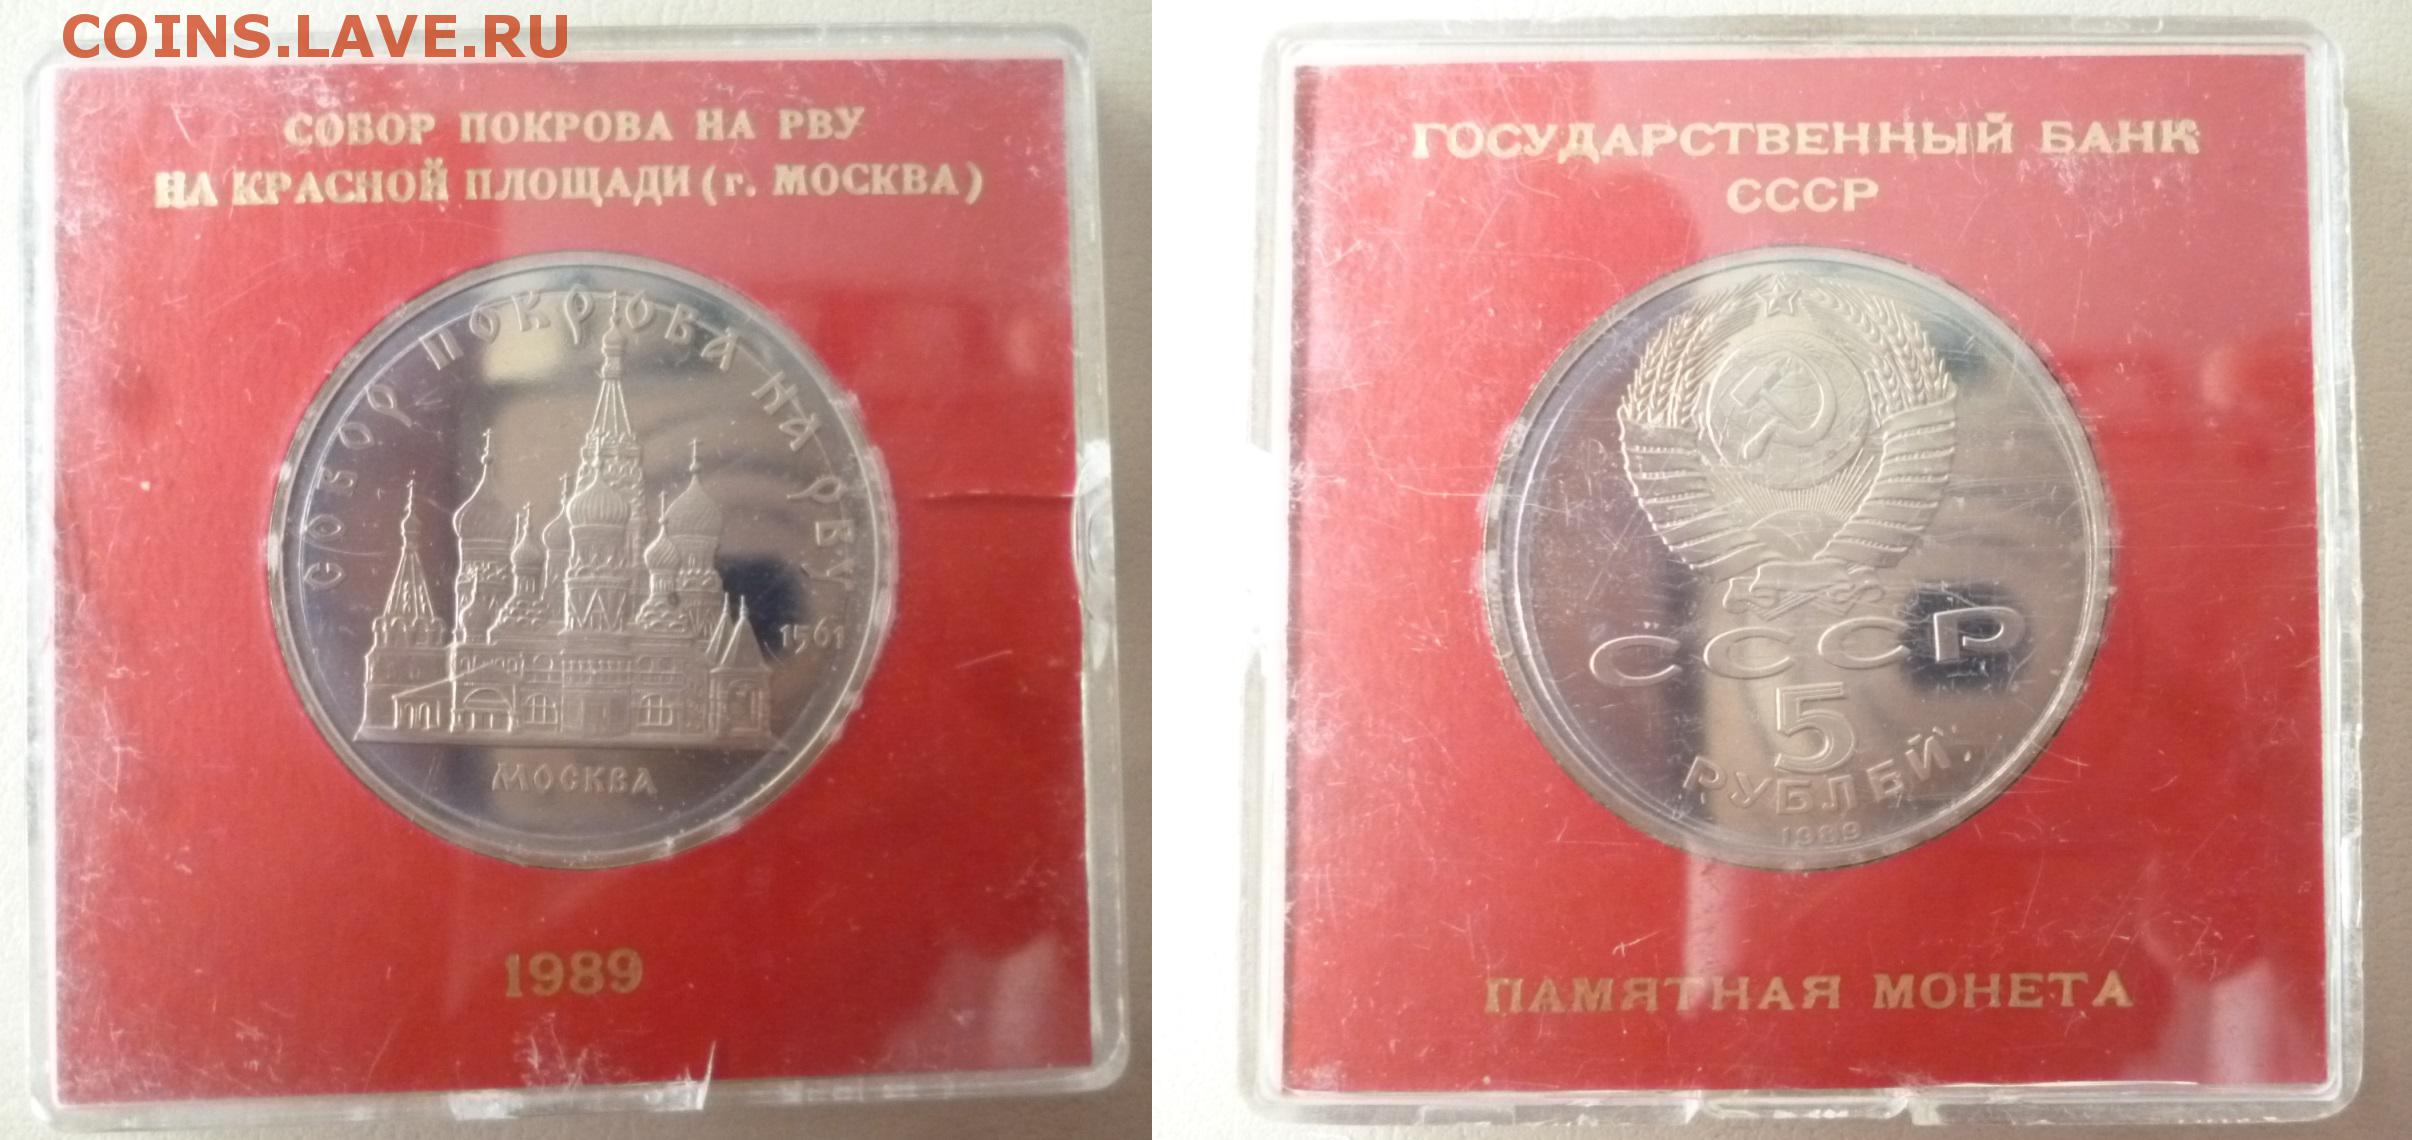 COINS.LAVE.RU
СОБОР ПОКРОВА НА РВУ
НА КРАСНОЙ ПЛОЩАДИ (г. МОСКВА)
СОБОР ПОКРОВА НА РВУ
1561
МОСКВА
1989
ГОСУДАРСТВЕННЫЙ БАНК
СССР
СССР
5
РУБЛЕЙ
1989
ПАМЯТНАЯ МОНЕТА